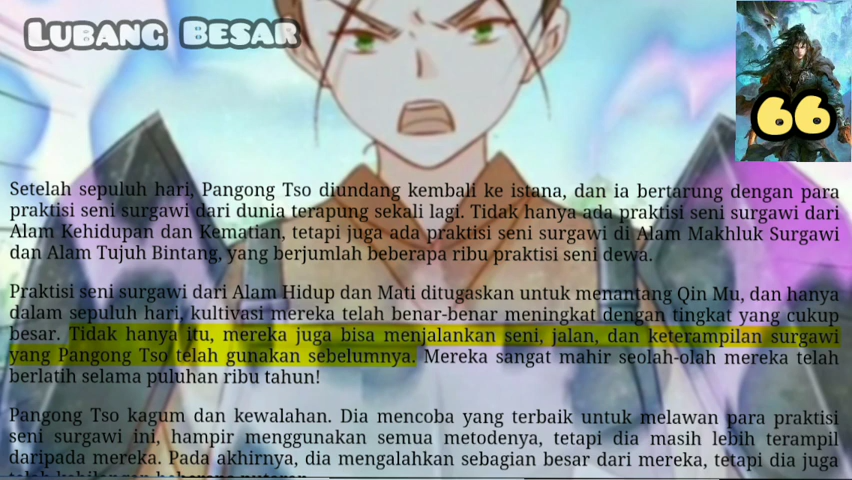 LUBANG BESAR
66
Setelah sepuluh hari, Pangong Tso diundang kembali ke istana, dan ia bertarung dengan para
praktisi seni surgawi dari dunia terapung sekali lagi. Tidak hanya ada praktisi seni surgawi dari
Alam Kehidupan dan Kematian, tetapi juga ada praktisi seni surgawi di Alam Makhluk Surgawi
dan Alam Tujuh Bintang, yang berjumlah beberapa ribu praktisi seni dewa.
Praktisi seni surgawi dari Alam Hidup dan Mati ditugaskan untuk menantang Qin Mu, dan hanya
dalam sepuluh hari, kultivasi mereka telah benar-benar meningkat dengan tingkat yang cukup
besar. Tidak hanya itu, mereka juga bisa menjalankan seni, jalan, dan keterampilan surgawi
yang Pangong Tso telah gunakan sebelumnya. Mereka sangat mahir seolah-olah mereka telah
berlatih selama puluhan ribu tahun!
Pangong Tso kagum dan kewalahan. Dia mencoba yang terbaik untuk melawan para praktisi
seni surgawi ini, hampir menggunakan semua metodenya, tetapi dia masih lebih terampil
daripada mereka. Pada akhirnya, dia mengalahkan sebagian besar dari mereka, tetapi dia juga